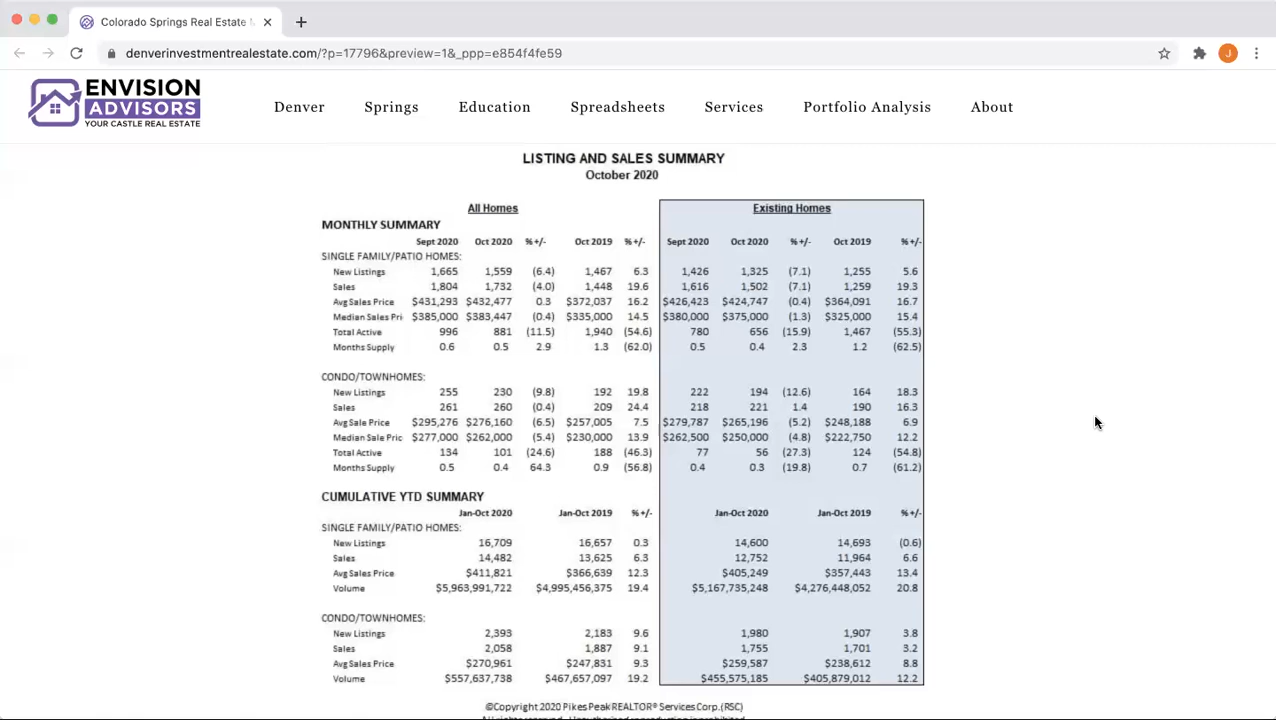 Colorado Springs Real Estate
denverinvestmentrealestate.com/?p=17796&preview=1&_ppp=e854f4fe59
J
ENVISION
ADVISORS
YOUR CASTLE REAL ESTATE
Denver Springs Education Spreadsheets Services Portfolio Analysis About
LISTING AND SALES SUMMARY
October 2020
All Homes Existing Homes
MONTHLY SUMMARY
Sept 2020 Oct 2020 % +/- Oct 2019 % +/- Sept 2020 Oct 2020 % +/- Oct 2019 % +/-
SINGLE FAMILY/PATIO HOMES:
New Listings 1,665 1,559 (6.4) 1,467 6.3 1,426 1,325 (7.1) 1,255 5.6
Sales 1,804 1,732 (4.0) 1,448 19.6 1,616 1,502 (7.1) 1,259 19.3
Avg Sales Price $431,293 $432,477 0.3 $372,037 16.2 $426,423 $424,747 (0.4) $364,091 16.7
Median Sales Pri $385,000 $383,447 (0.4) $335,000 14.5 $380,000 $375,000 (1.3) $325,000 15.4
Total Active 996 881 (11.5) 1,940 (54.6) 780 656 (15.9) 1,467 (55.3)
Months Supply 0.6 0.5 2.9 1.3 (62.0) 0.5 0.4 2.3 1.2 (62.5)
CONDO/TOWNHOMES:
New Listings 255 230 (9.8) 192 19.8 222 194 (12.6) 164 18.3
Sales 261 260 (0.4) 209 24.4 218 221 1.4 190 16.3
Avg Sale Price $295,276 $276,160 (6.5) $257,005 7.5 $279,787 $265,196 (5.2) $248,188 6.9
Median Sale Pric $277,000 $262,000 (5.4) $230,000 13.9 $262,500 $250,000 (4.8) $222,750 12.2
Total Active 134 101 (24.6) 188 (46.3) 77 56 (27.3) 124 (54.8)
Months Supply 0.5 0.4 64.3 0.9 (56.8) 0.4 0.3 (19.8) 0.7 (61.2)
CUMULATIVE YTD SUMMARY
Jan-Oct 2020 Jan-Oct 2019 % +/- Jan-Oct 2020 Jan-Oct 2019 % +/-
SINGLE FAMILY/PATIO HOMES:
New Listings 16,709 16,657 0.3 14,600 14,693 (0.6)
Sales 14,482 13,625 6.3 12,752 11,964 6.6
Avg Sales Price $411,821 $366,639 12.3 $405,249 $357,443 13.4
Volume $5,963,991,722 $4,995,456,375 19.4 $5,167,735,248 $4,276,448,052 20.8
CONDO/TOWNHOMES:
New Listings 2,393 2,183 9.6 1,980 1,907 3.8
Sales 2,058 1,887 9.1 1,755 1,701 3.2
Avg Sales Price $270,961 $247,831 9.3 $259,587 $238,612 8.8
Volume $557,637,738 $467,657,097 19.2 $455,575,185 $405,879,012 12.2
©Copyright 2020 Pikes Peak REALTOR® Services Corp. (RSC)